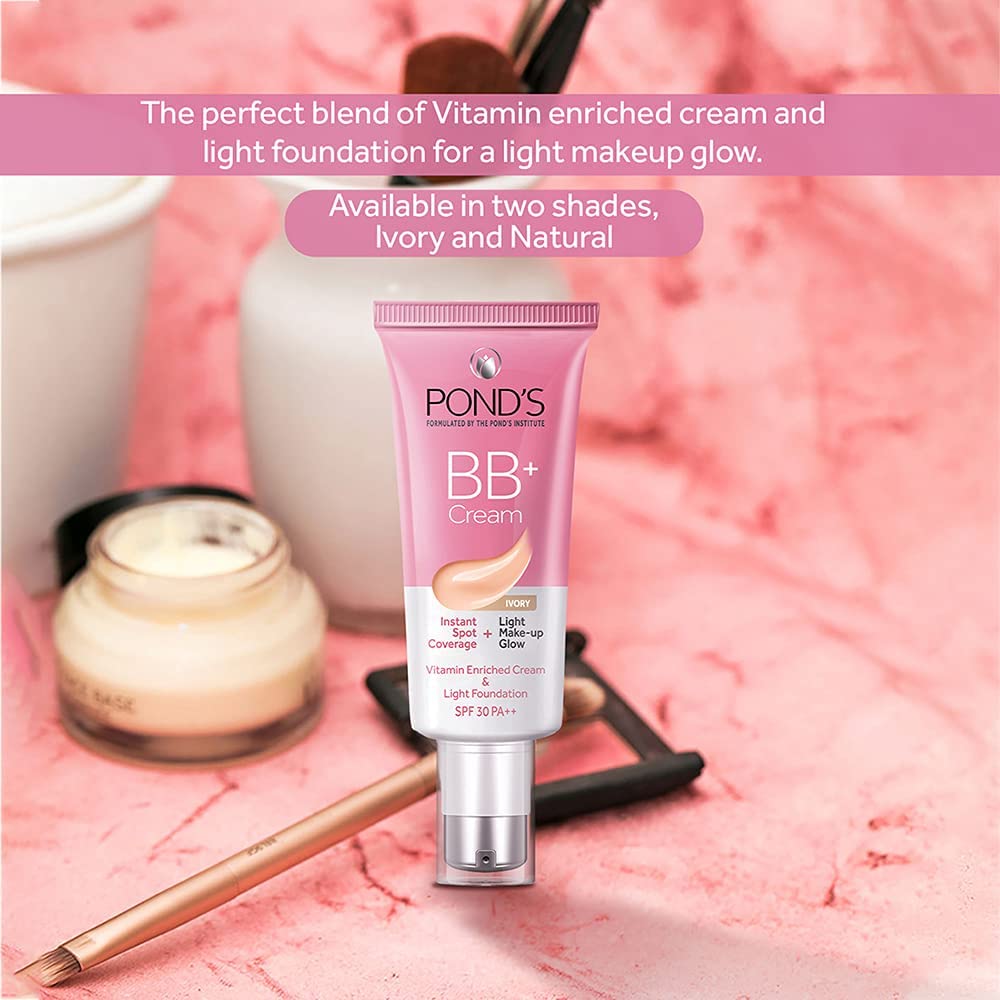 The perfect blend of Vitamin enriched cream and
light foundation for a light makeup glow.
Available in two shades,
Ivory and Natural
POND'S
FORMULATED BY THE POND'S INSTITUTE
BB+
Cream
IVORY
Instant
Spot
Coverage
+
Light
Make-up
Glow
Vitamin Enriched Cream
&
Light Foundation
SPF 30 PA++
BASE